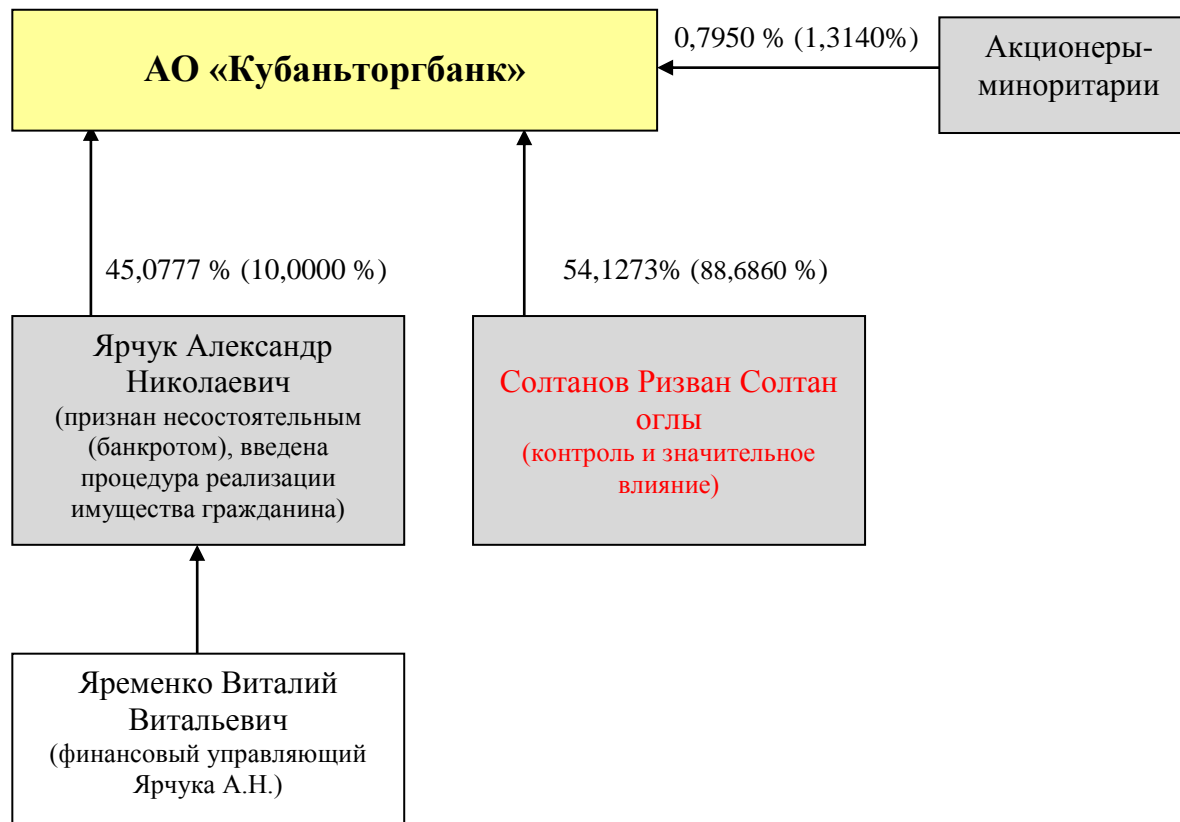 АО «Кубаньторгбанк»
0,7950 % (1,3140%)
Акционеры-
миноритарии
45,0777 % (10,0000 %)
54,1273% (88,6860 %)
Ярчук Александр
Николаевич
(признан несостоятельным
(банкротом), введена
процедура реализации
имущества гражданина)
Солтанов Ризван Солтан
оглы
(контроль и значительное
влияние)
Яременко Виталий
Витальевич
(финансовый управляющий
Ярчука А.Н.)